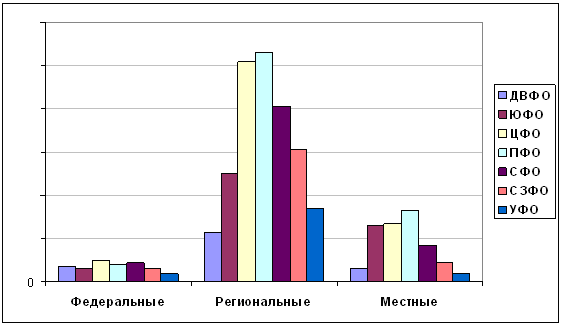 0
Федеральные
Региональные
Местные
ДВФО
ЮФО
ЦФО
ПФО
СФО
СЗФО
УФО